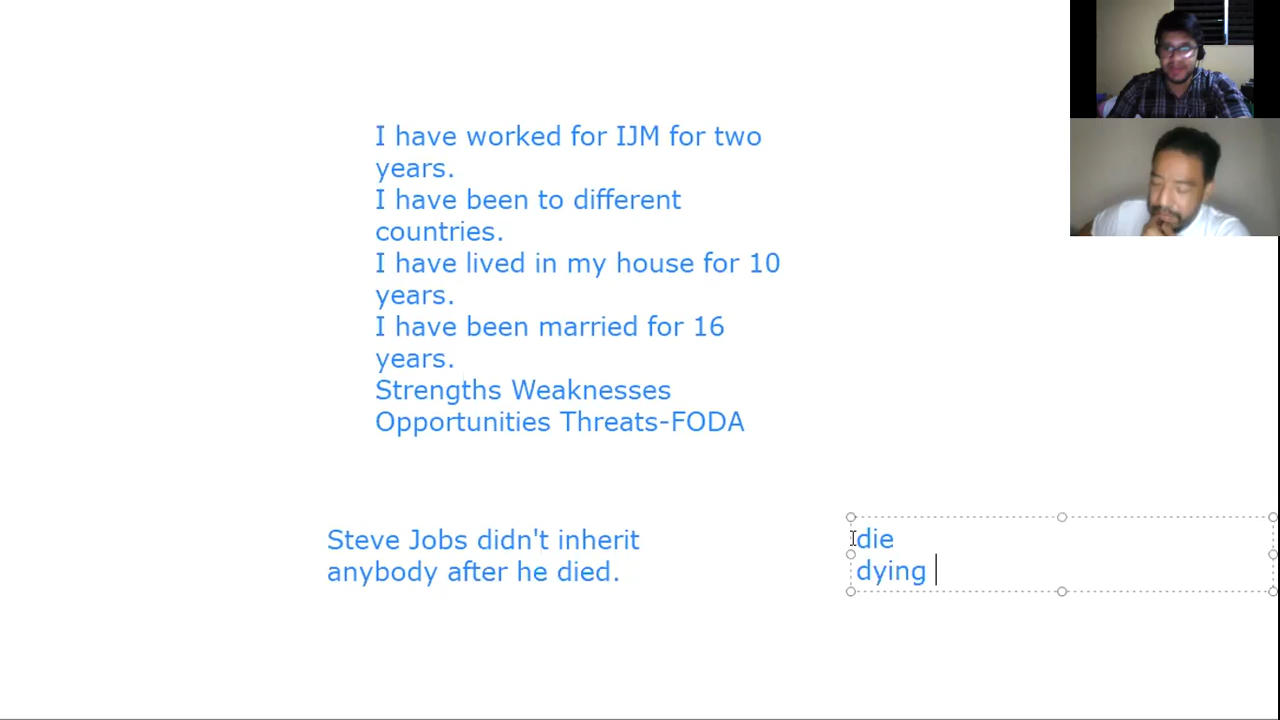 I have worked for IJM for two
years.
I have been to different
countries.
I have lived in my house for 10
years.
I have been married for 16
years.
Strengths Weaknesses
Opportunities Threats-FODA
Steve Jobs didn't inherit
anybody after he died.
die
dying